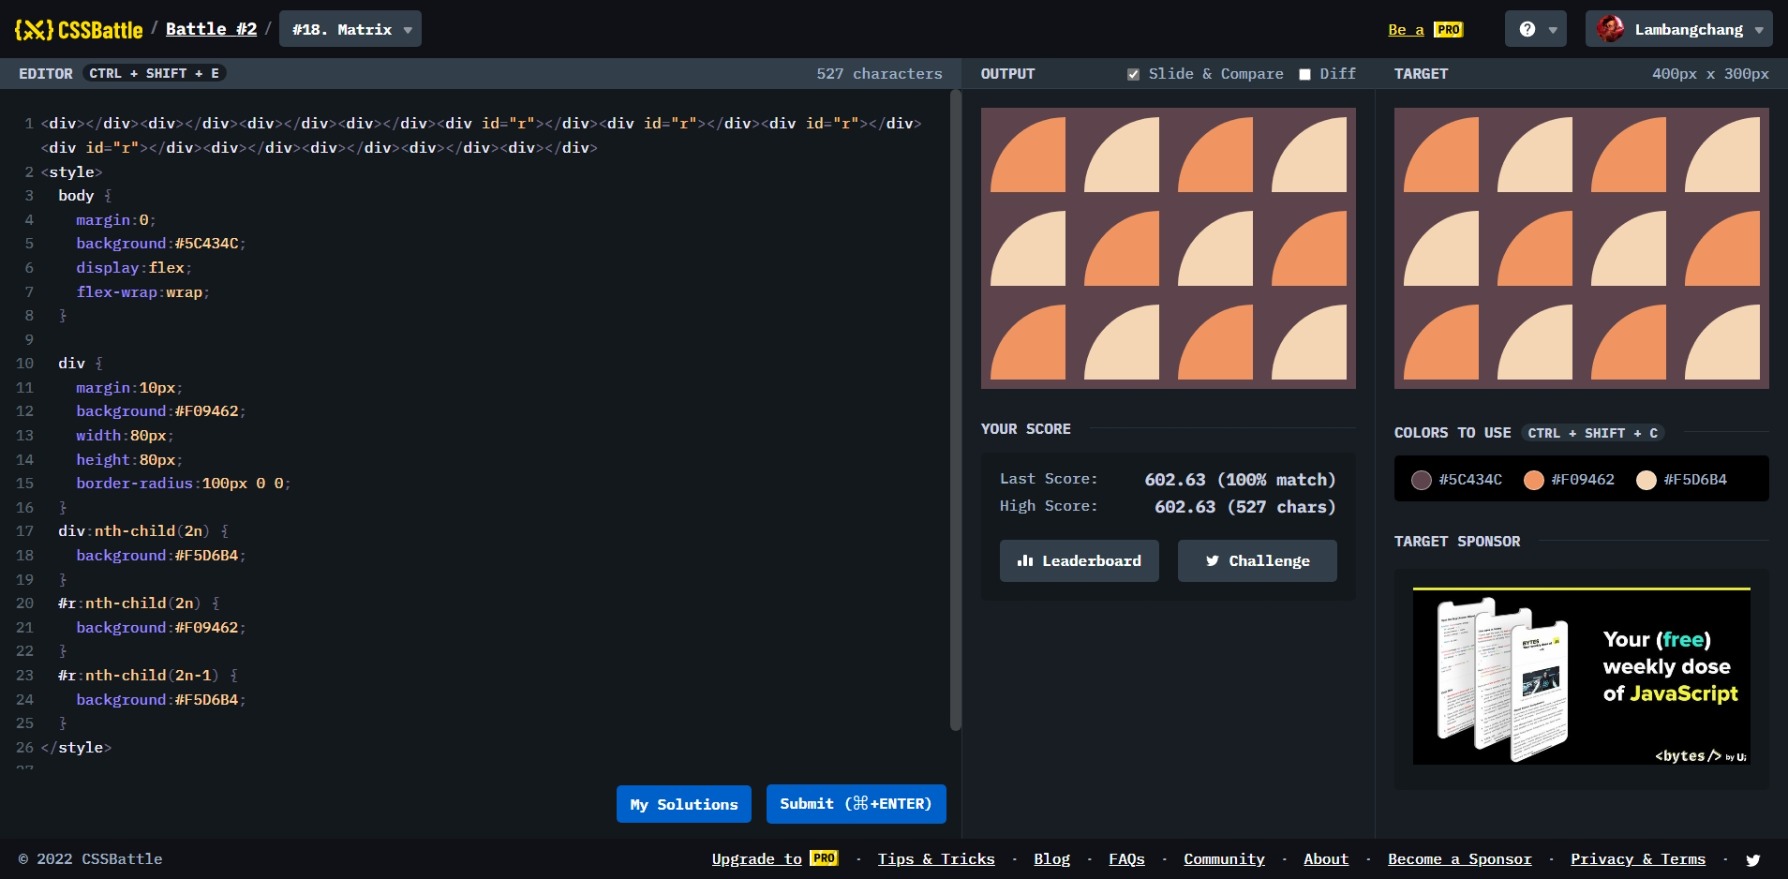 CSSBattle / Battle #2 / #18. Matrix
Be a PRO
? Lambangchang
EDITOR CTRL + SHIFT + E 527 characters
1 <div></div><div></div><div></div><div></div><div id="r"></div><div id="r"></div><div id="r"></div>
<div id="r"></div><div></div><div></div><div></div><div></div>
2 <style>
3 body {
4 margin:0;
5 background:#5C434C;
6 display:flex;
7 flex-wrap:wrap;
8 }
9
10 div {
11 margin:10px;
12 background:#F09462;
13 width:80px;
14 height:80px;
15 border-radius:100px 0 0;
16 }
17 div:nth-child(2n) {
18 background:#F5D6B4;
19 }
20 #r:nth-child(2n) {
21 background:#F09462;
22 }
23 #r:nth-child(2n-1) {
24 background:#F5D6B4;
25 }
26 </style>
My Solutions
Submit (⌘+ENTER)
OUTPUT Slide & Compare Diff
YOUR SCORE
Last Score: 602.63 (100% match)
High Score: 602.63 (527 chars)
Leaderboard
Challenge
TARGET 400px x 300px
COLORS TO USE CTRL + SHIFT + C
#5C434C #F09462 #F5D6B4
TARGET SPONSOR
BYTES
Your (free)
weekly dose
of JavaScript
<bytes/> by U;
© 2022 CSSBattle
Upgrade to PRO · Tips & Tricks · Blog · FAQs · Community · About · Become a Sponsor · Privacy & Terms ·